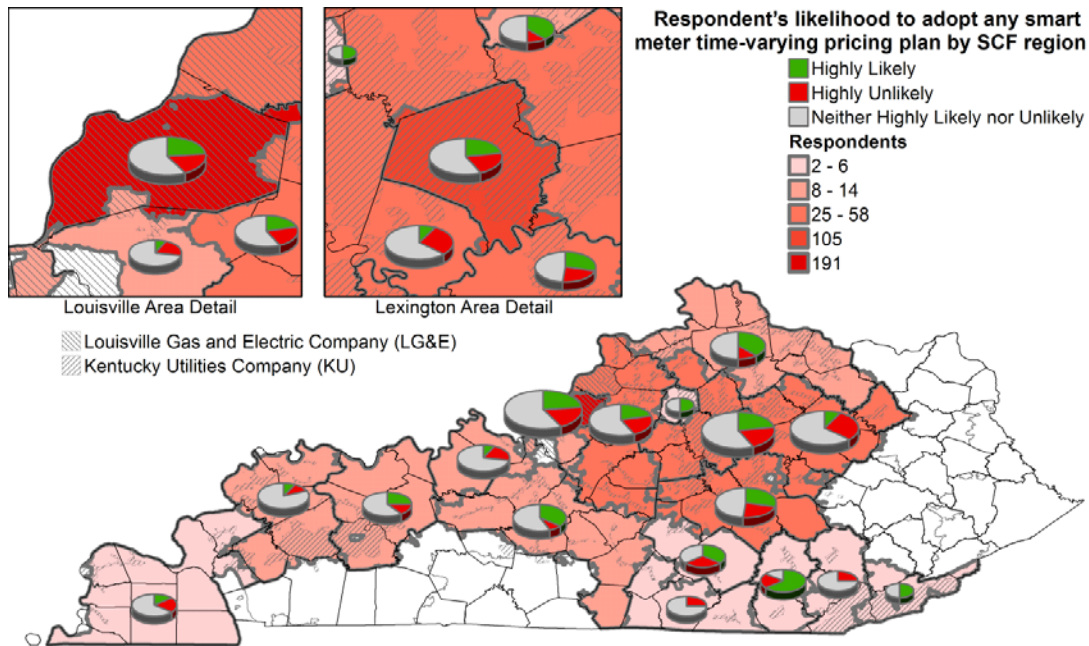 Respondent's likelihood to adopt any smart
meter time-varying pricing plan by SCF region
Highly Likely
Highly Unlikely
Neither Highly Likely nor Unlikely
Respondents
2 - 6
8 - 14
25 - 58
105
191
Louisville Area Detail
Lexington Area Detail
Louisville Gas and Electric Company (LG&E)
Kentucky Utilities Company (KU)